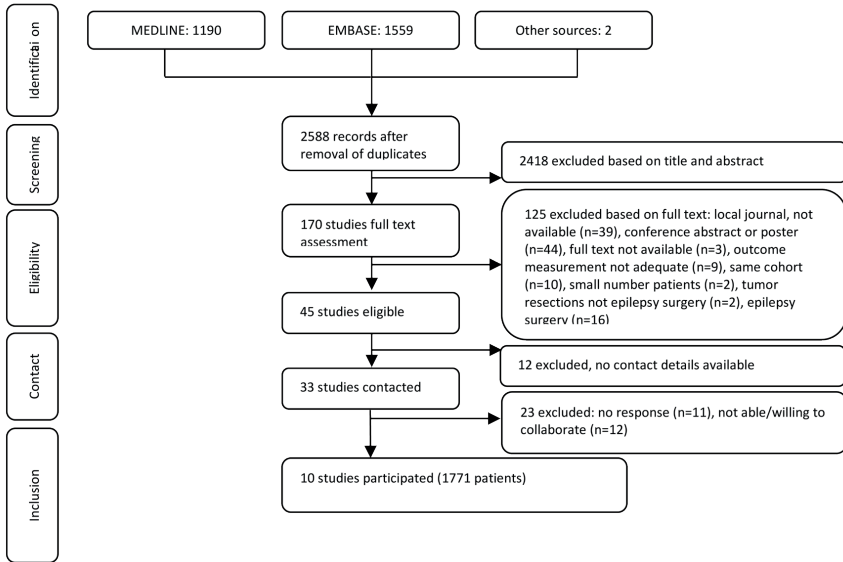 MEDLINE: 1190
EMBASE: 1559
Other sources: 2
Identification
2588 records after
removal of duplicates
Screening
2418 excluded based on title and abstract
170 studies full text
assessment
125 excluded based on full text: local journal, not
available (n=39), conference abstract or poster
(n=44), full text not available (n=3), outcome
measurement not adequate (n=9), same cohort
(n=10), small number patients (n=2), tumor
resections not epilepsy surgery (n=2), epilepsy
surgery (n=16)
Eligibility
45 studies eligible
12 excluded, no contact details available
Contact
33 studies contacted
23 excluded: no response (n=11), not able/willing to
collaborate (n=12)
Inclusion
10 studies participated (1771 patients)